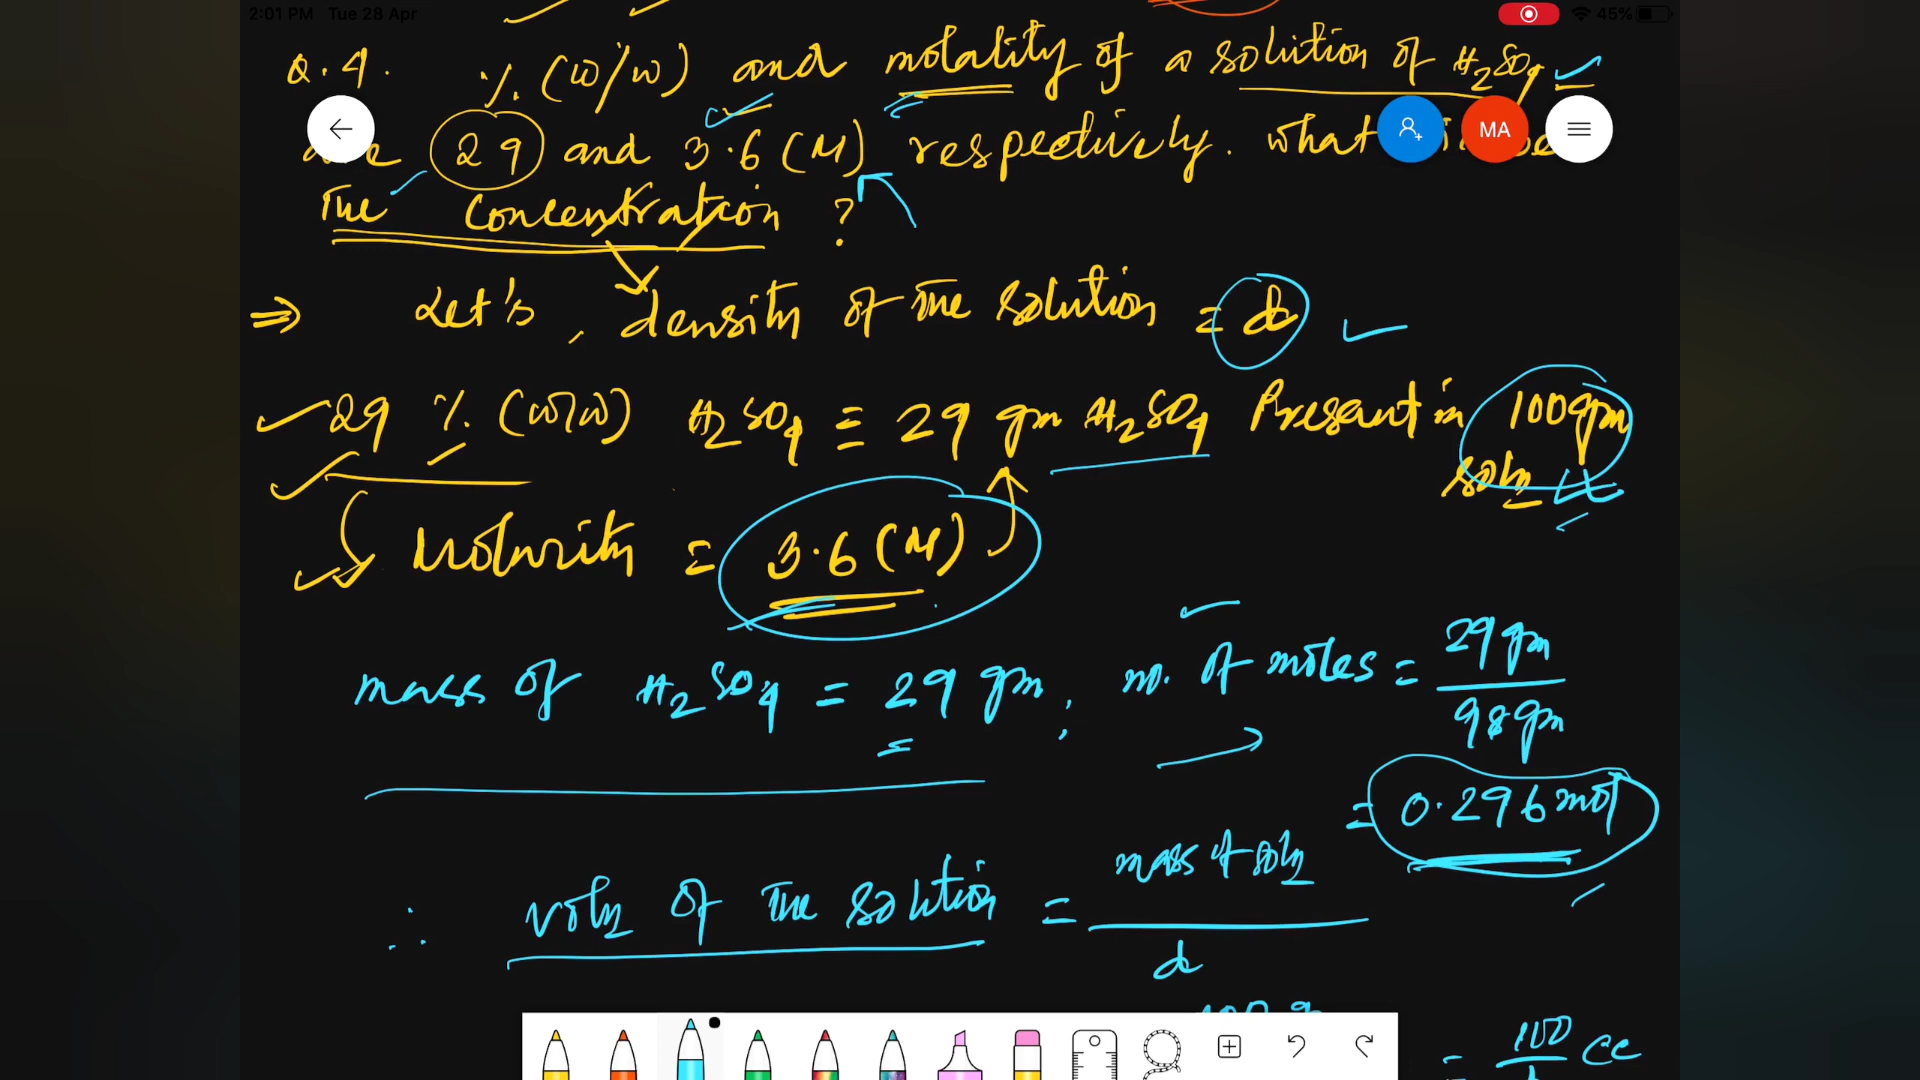 2:01 PM Tue 28 Apr
45%
Q.4. % (w/w) and molality of a solution of H2SO4
are 29 and 3.6 (M) respectively. What
MA
The Concentration ?
⇒ Let's, density of the solution = d
29 % (w/w) H2SO4 ≡ 29 gm H2SO4 Present in 100gm
soln
Molarity = 3.6 (M)
mass of H2SO4 = 29 gm; no. of moles = 29 gm / 98 gm
= 0.296 mol
∴ volm of the solution = mass of soln / d
= 100 / d cc